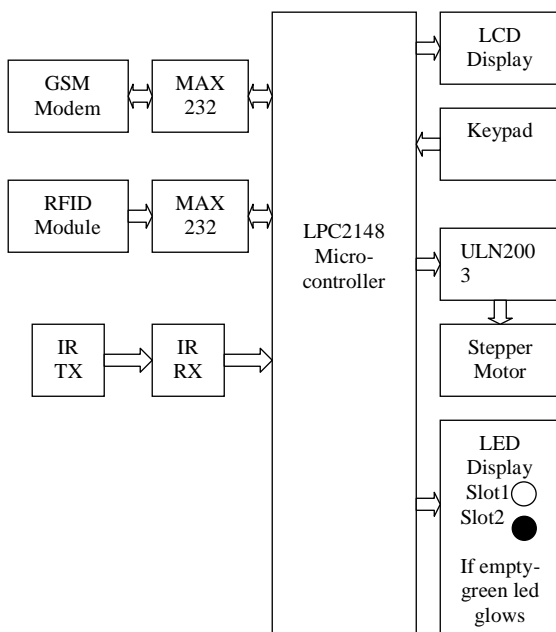 GSM
Modem
MAX
232
RFID
Module
MAX
232
IR
TX
IR
RX
LPC2148
Micro-
controller
LCD
Display
Keypad
ULN200
3
Stepper
Motor
LED
Display
Slot1
Slot2
If empty-
green led
glows